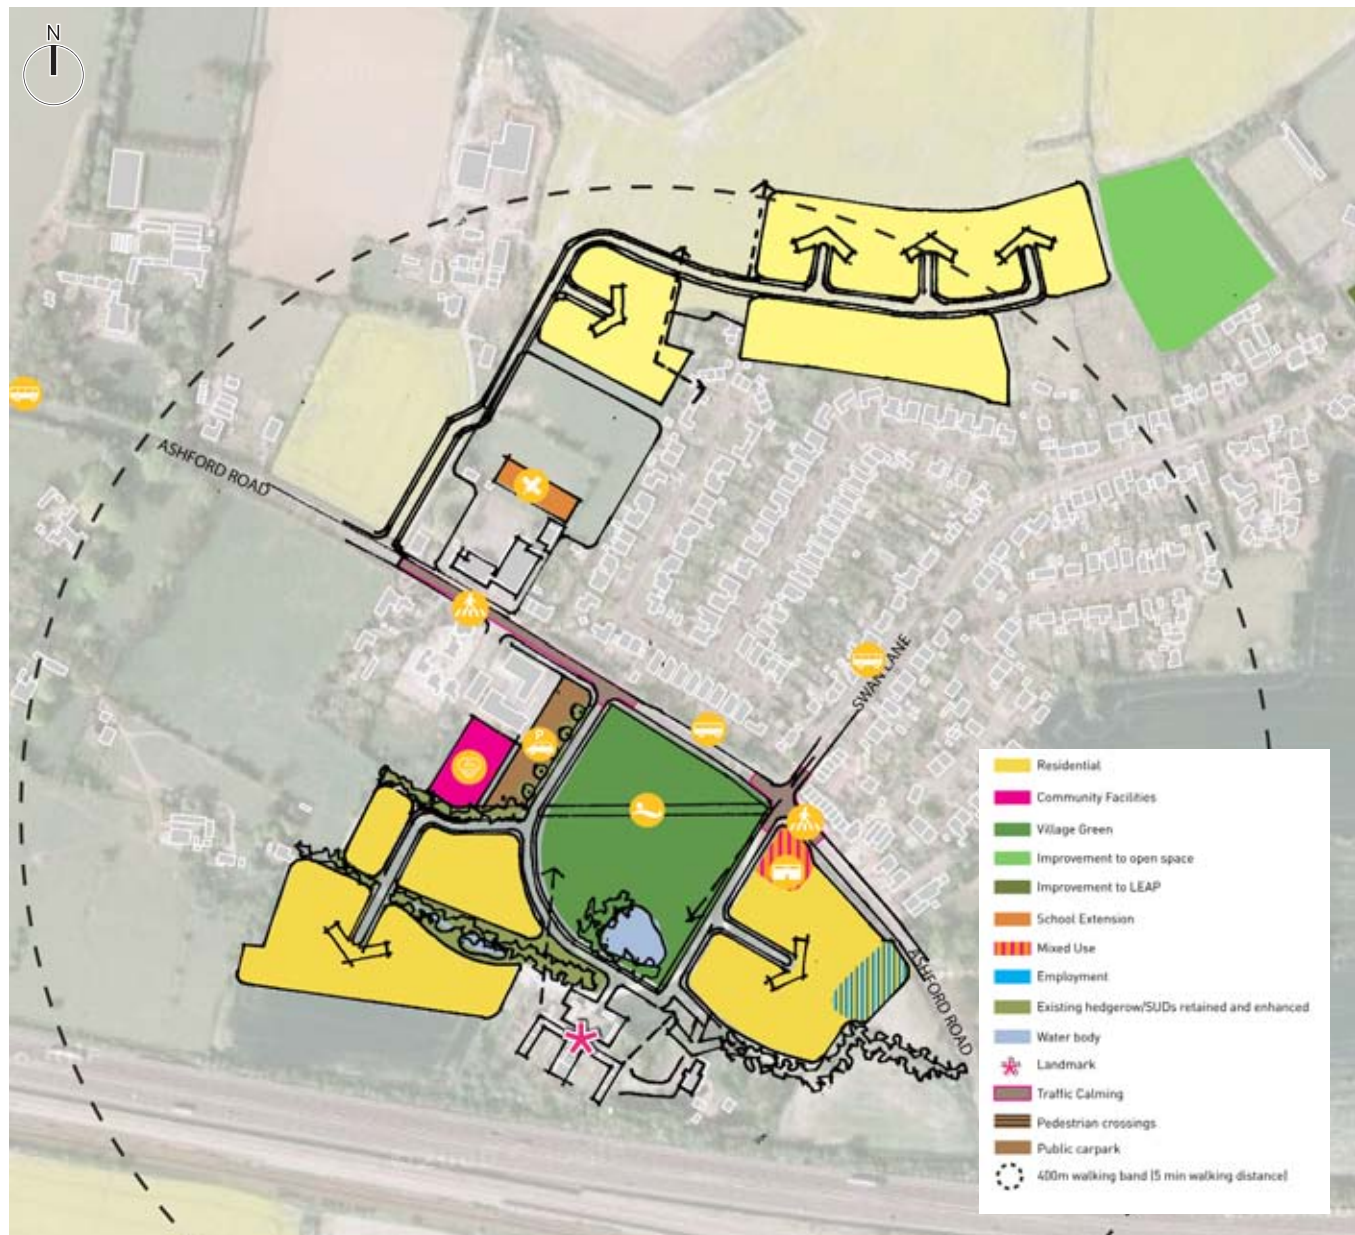 N
ASHFORD ROAD
SWAN LANE
P
ASHFORD ROAD
Residential
Community Facilities
Village Green
Improvement to open space
Improvement to LEAP
School Extension
Mixed Use
Employment
Existing hedgerow/SUDs retained and enhanced
Water body
Landmark
Traffic Calming
Pedestrian crossings
Public carpark
400m walking band (5 min walking distance)